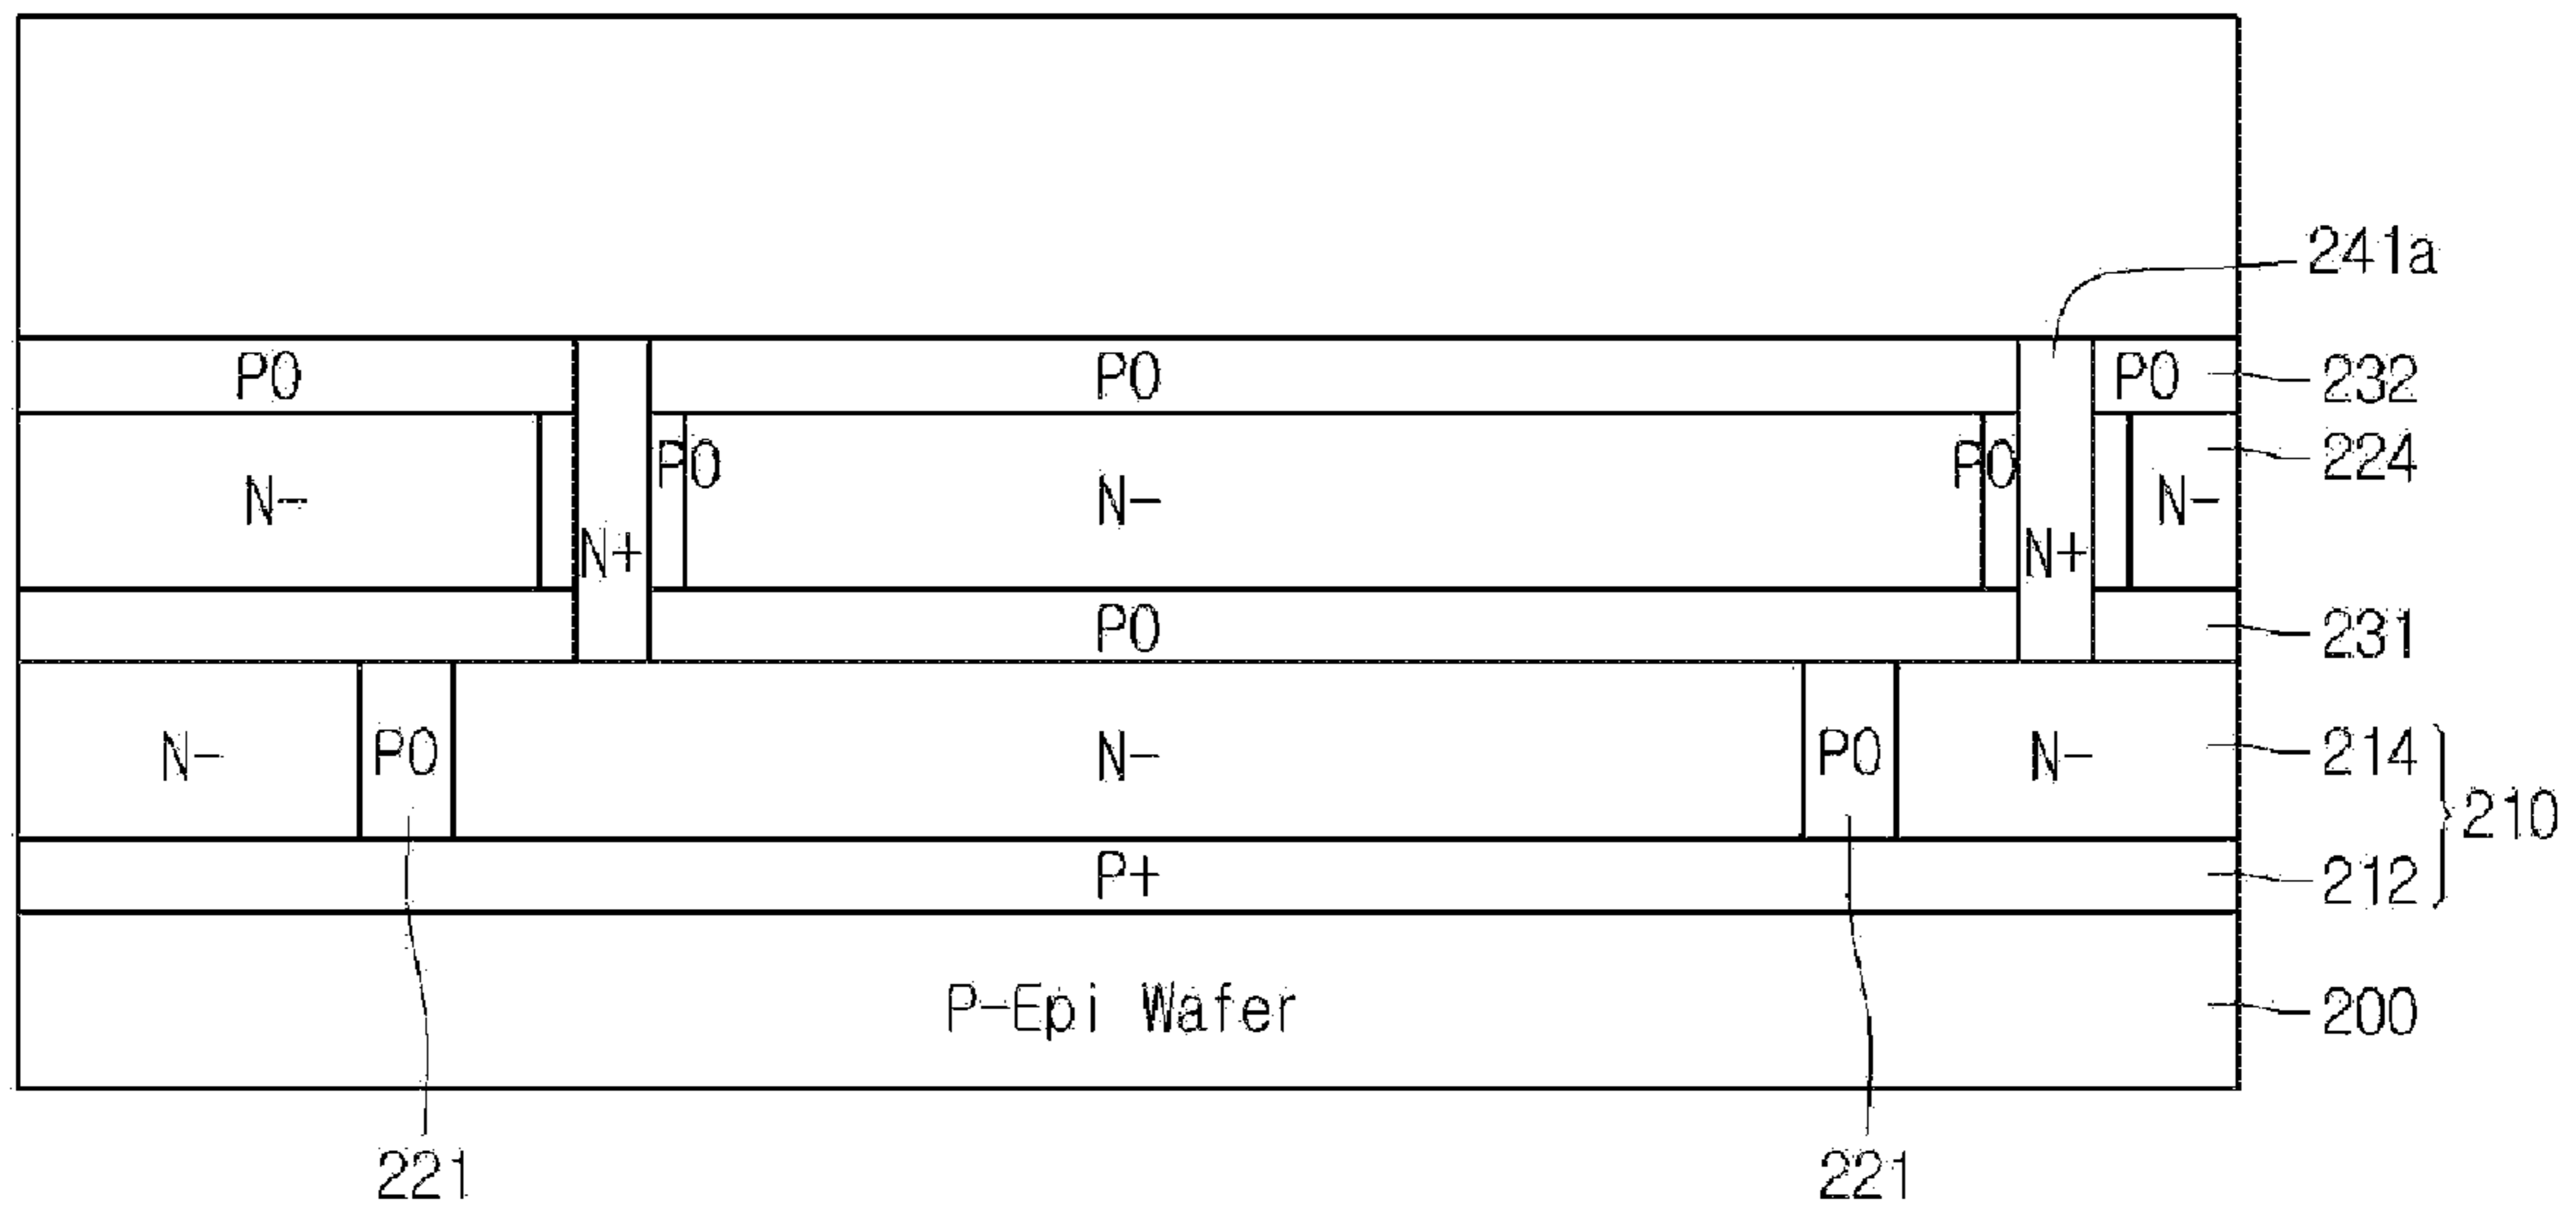 241a
P0 P0 P0 232
P0 P0 224
N- N- N-
N+ N+
P0 231
N- P0 N- P0 N- 214
210
P+ 212
P-Epi Wafer 200
221 221